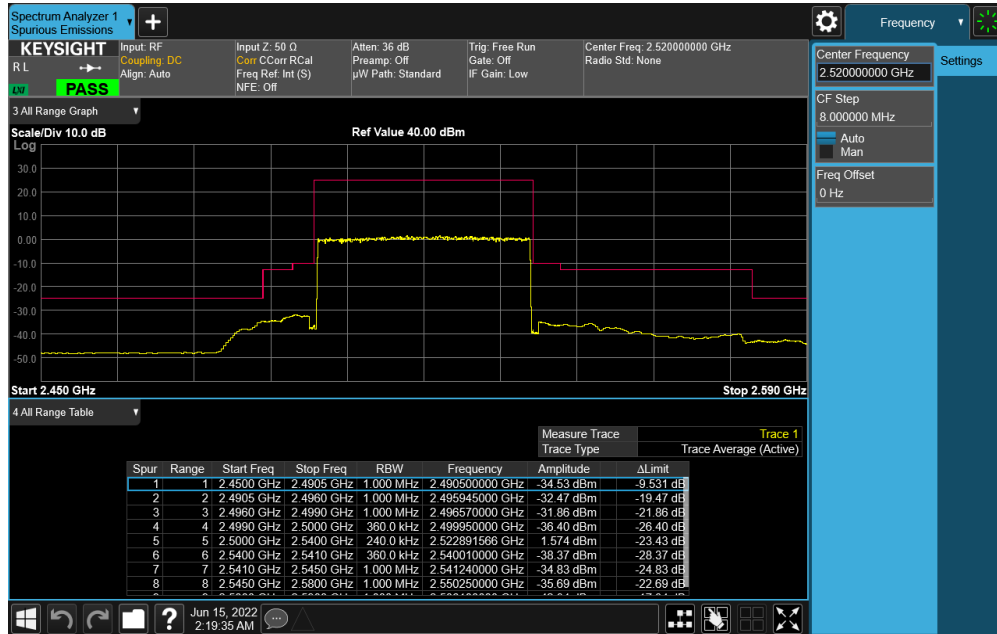 Spectrum Analyzer 1
Spurious Emissions
Frequency
KEYSIGHT
R L
LXI
PASS
Input: RF
Coupling: DC
Align: Auto
Input Z: 50 Ω
Corr CCorr RCal
Freq Ref: Int (S)
NFE: Off
Atten: 36 dB
Preamp: Off
µW Path: Standard
Trig: Free Run
Gate: Off
IF Gain: Low
Center Freq: 2.520000000 GHz
Radio Std: None
Center Frequency
2.520000000 GHz
Settings
CF Step
8.000000 MHz
Auto
Man
Freq Offset
0 Hz
3 All Range Graph
Scale/Div 10.0 dB
Ref Value 40.00 dBm
Log
30.0
20.0
10.0
0.00
-10.0
-20.0
-30.0
-40.0
-50.0
Start 2.450 GHz
Stop 2.590 GHz
4 All Range Table
Measure Trace Trace 1
Trace Type Trace Average (Active)
Spur Range Start Freq Stop Freq RBW Frequency Amplitude ΔLimit
1 1 2.4500 GHz 2.4905 GHz 1.000 MHz 2.490500000 GHz -34.53 dBm -9.531 dB
2 2 2.4905 GHz 2.4960 GHz 1.000 MHz 2.495945000 GHz -32.47 dBm -19.47 dB
3 3 2.4960 GHz 2.4990 GHz 1.000 MHz 2.496570000 GHz -31.86 dBm -21.86 dB
4 4 2.4990 GHz 2.5000 GHz 360.0 kHz 2.499950000 GHz -36.40 dBm -26.40 dB
5 5 2.5000 GHz 2.5400 GHz 240.0 kHz 2.522891566 GHz 1.574 dBm -23.43 dB
6 6 2.5400 GHz 2.5410 GHz 360.0 kHz 2.540010000 GHz -38.37 dBm -28.37 dB
7 7 2.5410 GHz 2.5450 GHz 1.000 MHz 2.541240000 GHz -34.83 dBm -24.83 dB
8 8 2.5450 GHz 2.5800 GHz 1.000 MHz 2.550250000 GHz -35.69 dBm -22.69 dB
Jun 15, 2022
2:19:35 AM